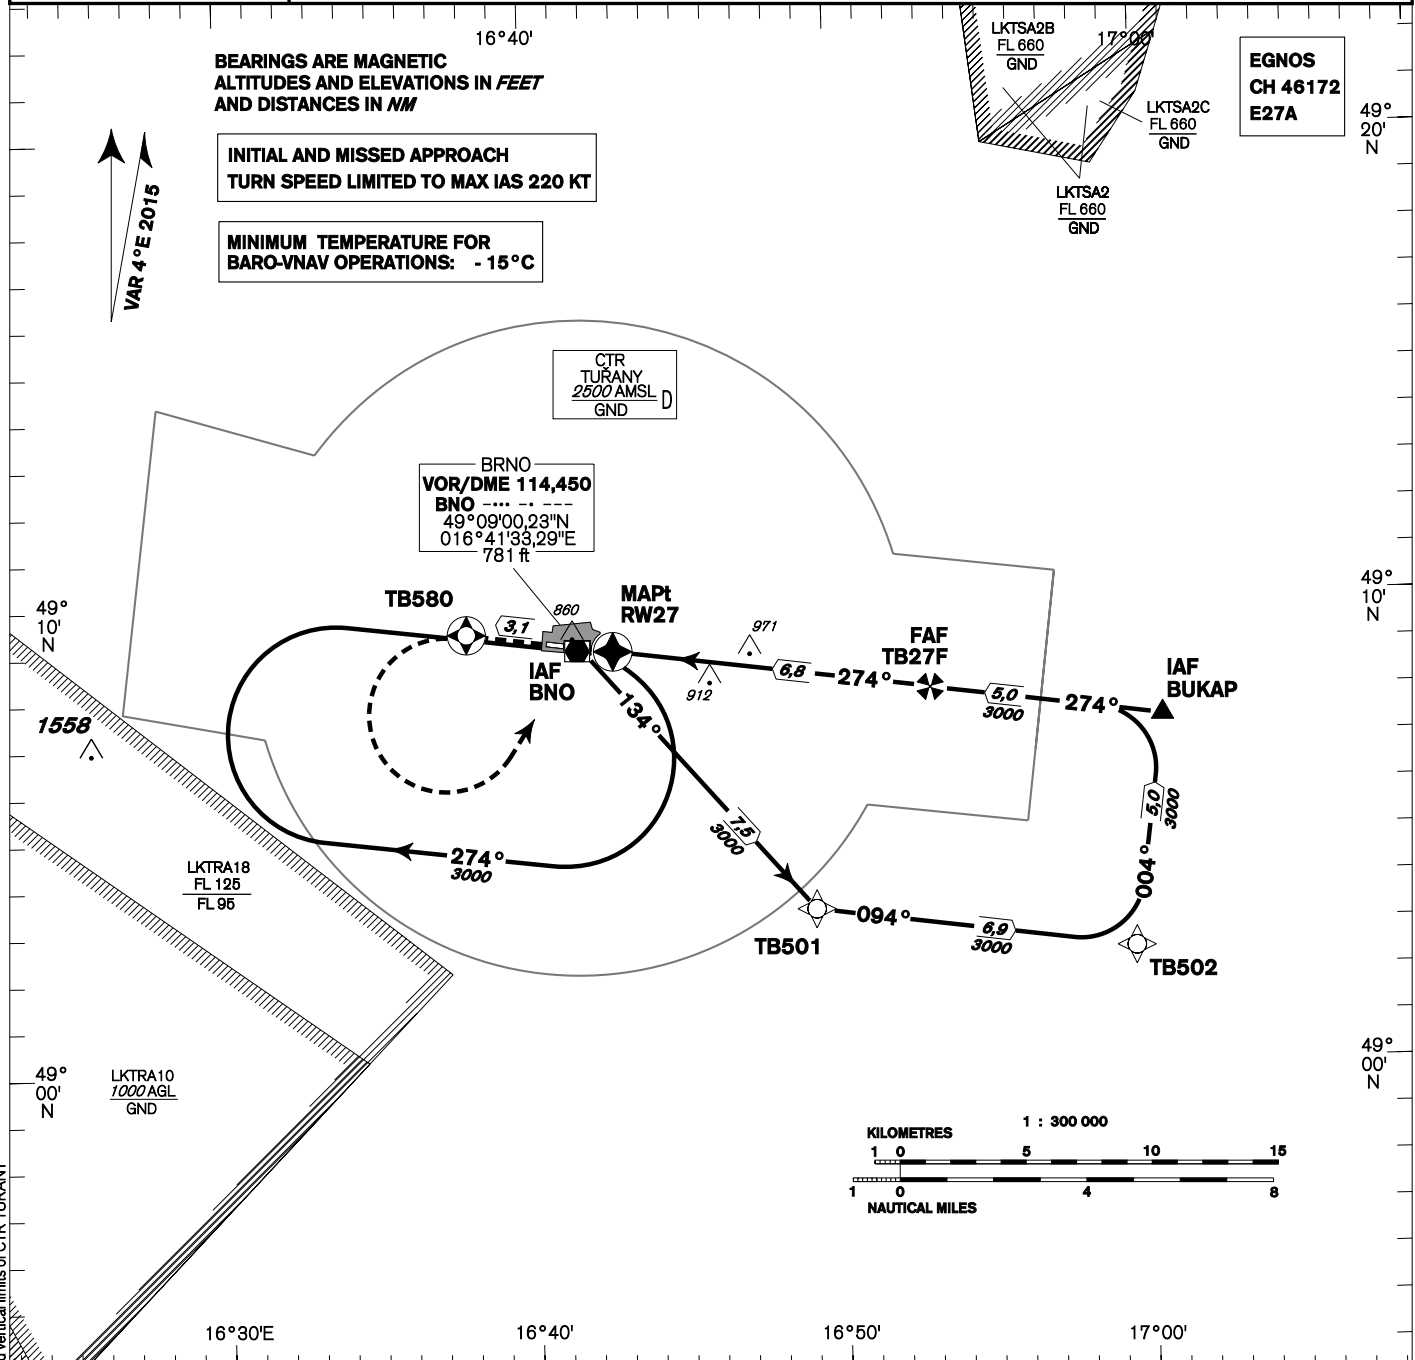 16°40'
17°00'
BEARINGS ARE MAGNETIC
ALTITUDES AND ELEVATIONS IN FEET
AND DISTANCES IN NM
INITIAL AND MISSED APPROACH
TURN SPEED LIMITED TO MAX IAS 220 KT
MINIMUM TEMPERATURE FOR
BARO-VNAV OPERATIONS: - 15°C
VAR 4°E 2015
LKTSA2B
FL 660
GND
LKTSA2C
FL 660
GND
LKTSA2
FL 660
GND
EGNOS
CH 46172
E27A
49°
20'
N
CTR
TUŘANY
2500 AMSL
GND
D
BRNO
VOR/DME 114,450
BNO -··· -· ---
49°09'00,23"N
016°41'33,29"E
781 ft
49°
10'
N
49°
10'
N
TB580
3,1
860
MAPt
RW27
IAF
BNO
971
912
6,8
274°
FAF
TB27F
5,0
3000
274°
IAF
BUKAP
1558
134°
7,5
3000
5,0
3000
004°
274°
3000
TB501
094°
6,9
3000
TB502
LKTRA18
FL 125
FL 95
LKTRA10
1000 AGL
GND
49°
00'
N
49°
00'
N
1 : 300 000
KILOMETRES
1 0 5 10 15
1 0 4 8
NAUTICAL MILES
vertical limits of CTR TUŘANY
16°30'E
16°40'
16°50'
17°00'